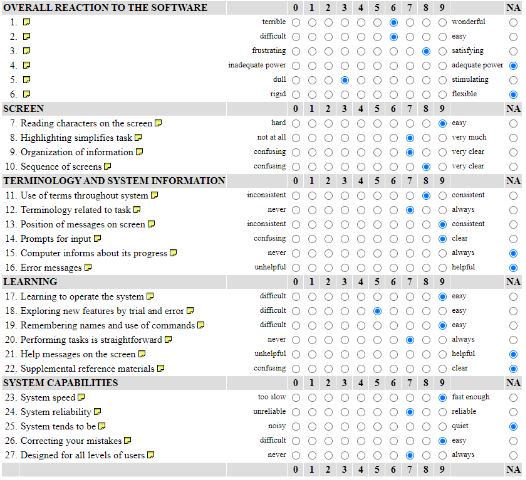 OVERALL REACTION TO THE SOFTWARE 0 1 2 3 4 5 6 7 8 9 NA
1. terrible wonderful
2. difficult easy
3. frustrating satisfying
4. inadequate power adequate power
5. dull stimulating
6. rigid flexible
SCREEN 0 1 2 3 4 5 6 7 8 9 NA
7. Reading characters on the screen hard easy
8. Highlighting simplifies task not at all very much
9. Organization of information confusing very clear
10. Sequence of screens confusing very clear
TERMINOLOGY AND SYSTEM INFORMATION 0 1 2 3 4 5 6 7 8 9 NA
11. Use of terms throughout system inconsistent consistent
12. Terminology related to task never always
13. Position of messages on screen inconsistent consistent
14. Prompts for input confusing clear
15. Computer informs about its progress never always
16. Error messages unhelpful helpful
LEARNING 0 1 2 3 4 5 6 7 8 9 NA
17. Learning to operate the system difficult easy
18. Exploring new features by trial and error difficult easy
19. Remembering names and use of commands difficult easy
20. Performing tasks is straightforward never always
21. Help messages on the screen unhelpful helpful
22. Supplemental reference materials confusing clear
SYSTEM CAPABILITIES 0 1 2 3 4 5 6 7 8 9 NA
23. System speed too slow fast enough
24. System reliability unreliable reliable
25. System tends to be noisy quiet
26. Correcting your mistakes difficult easy
27. Designed for all levels of users never always
0 1 2 3 4 5 6 7 8 9 NA